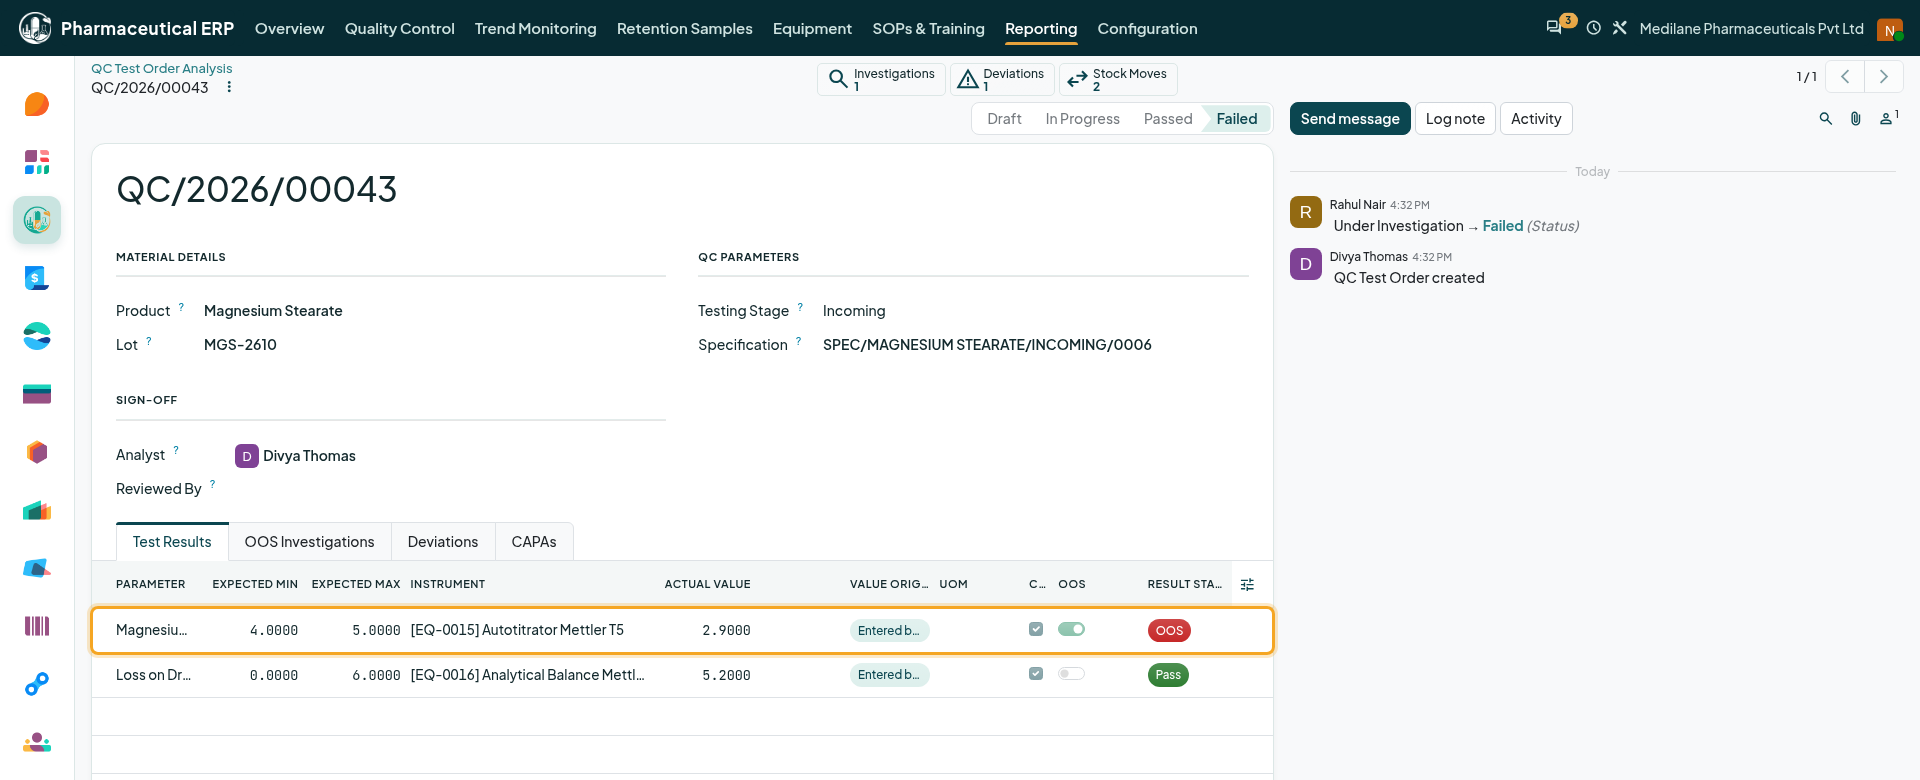 Pharmaceutical ERP Overview Quality Control Trend Monitoring Retention Samples Equipment SOPs & Training Reporting Configuration 3 Medilane Pharmaceuticals Pvt Ltd N
QC Test Order Analysis
QC/2026/00043
Investigations
1
Deviations
1
Stock Moves
2
1 / 1
Draft In Progress Passed Failed
Send message Log note Activity 1
QC/2026/00043
MATERIAL DETAILS
Product ? Magnesium Stearate
Lot ? MGS-2610
QC PARAMETERS
Testing Stage ? Incoming
Specification ? SPEC/MAGNESIUM STEARATE/INCOMING/0006
SIGN-OFF
Analyst ? D Divya Thomas
Reviewed By ?
Test Results OOS Investigations Deviations CAPAs
PARAMETER EXPECTED MIN EXPECTED MAX INSTRUMENT ACTUAL VALUE VALUE ORIG... UOM C... OOS RESULT STA...
Magnesiu... 4.0000 5.0000 [EQ-0015] Autotitrator Mettler T5 2.9000 Entered b... OOS
Loss on Dr... 0.0000 6.0000 [EQ-0016] Analytical Balance Mettl... 5.2000 Entered b... Pass
Today
R Rahul Nair 4:32 PM
Under Investigation → Failed (Status)
D Divya Thomas 4:32 PM
QC Test Order created